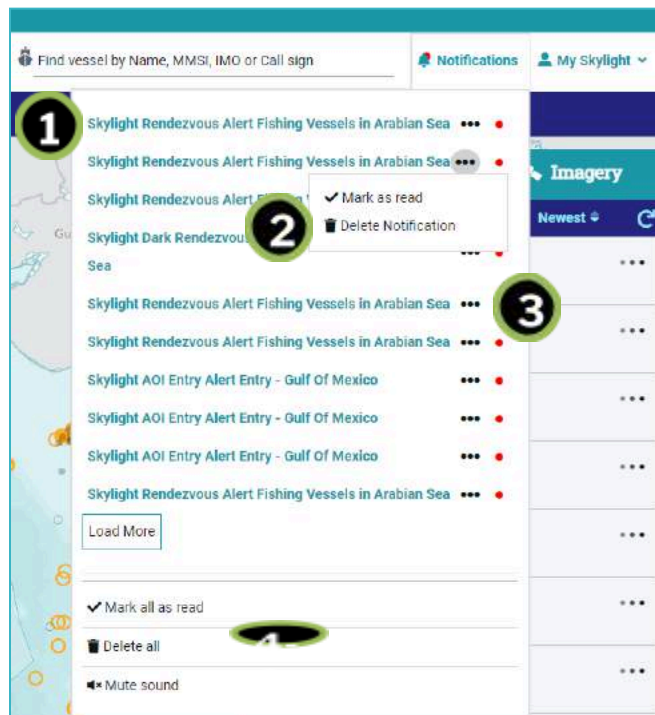 Find vessel by Name, MMSI, IMO or Call sign
Notifications
My Skylight
1
Skylight Rendezvous Alert Fishing Vessels in Arabian Sea
Skylight Rendezvous Alert Fishing Vessels in Arabian Sea
Imagery
Skylight Rendezvous Alert
Mark as read
Newest
Gu
2
Delete Notification
Skylight Dark Rendezvous
Sea
3
Skylight Rendezvous Alert Fishing Vessels in Arabian Sea
Skylight Rendezvous Alert Fishing Vessels in Arabian Sea
Skylight AOI Entry Alert Entry - Gulf Of Mexico
Skylight AOI Entry Alert Entry - Gulf Of Mexico
Skylight AOI Entry Alert Entry - Gulf Of Mexico
Skylight Rendezvous Alert Fishing Vessels in Arabian Sea
Load More
Mark all as read
Delete all
Mute sound